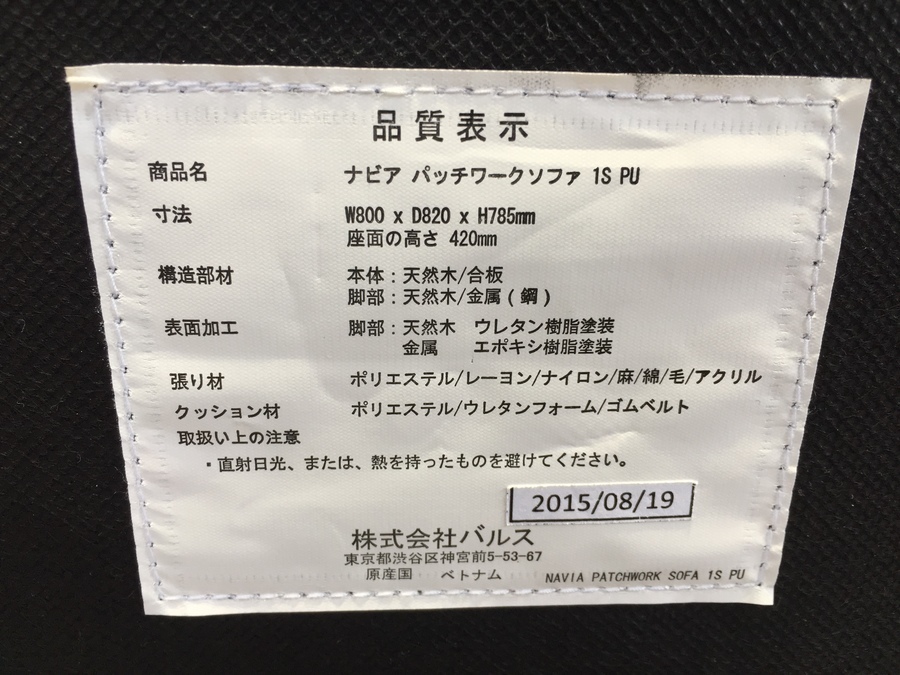 品質表示
商品名 ナビア パッチワークソファ 1S PU
寸法 W800 x D820 x H785mm
座面の高さ 420mm
構造部材 本体：天然木/合板
脚部：天然木/金属(鋼)
表面加工 脚部：天然木 ウレタン樹脂塗装
金属 エポキシ樹脂塗装
張り材 ポリエステル/レーヨン/ナイロン/麻/綿/毛/アクリル
クッション材 ポリエステル/ウレタンフォーム/ゴムベルト
取扱い上の注意
・直射日光、または、熱を持ったものを避けてください。
2015/08/19
株式会社バルス
東京都渋谷区神宮前5-53-67
原産国 ベトナム NAVIA PATCHWORK SOFA 1S PU